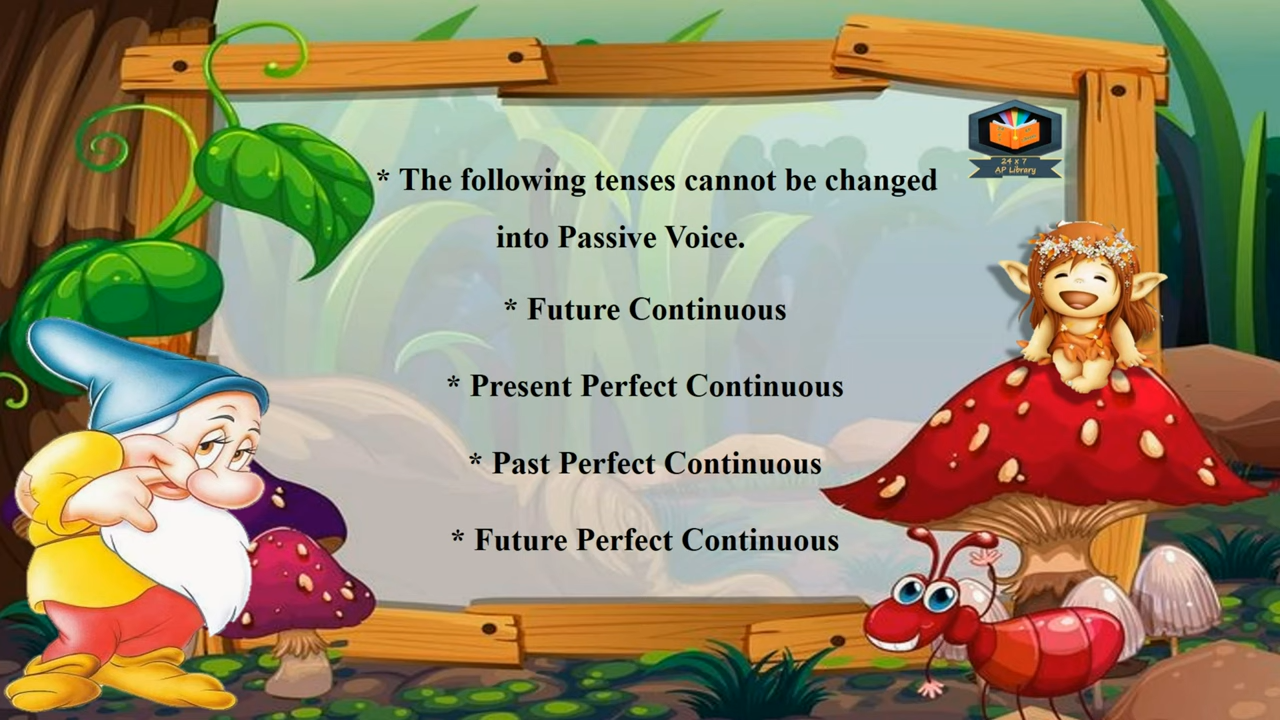 * The following tenses cannot be changed
into Passive Voice.
* Future Continuous
* Present Perfect Continuous
* Past Perfect Continuous
* Future Perfect Continuous
24 x 7
AP Library